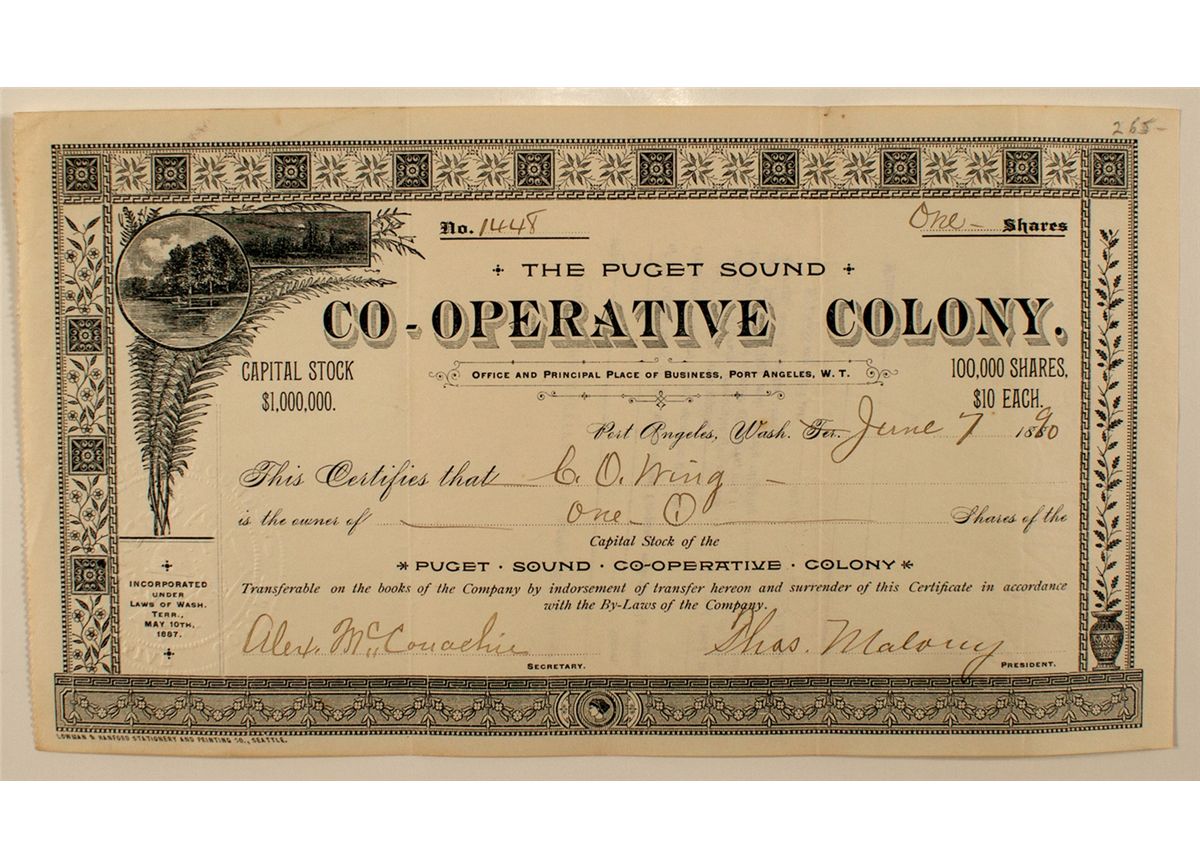 265-
No. 1448 One- Shares
THE PUGET SOUND
CO-OPERATIVE COLONY.
CAPITAL STOCK
$1,000,000.
OFFICE AND PRINCIPAL PLACE OF BUSINESS, PORT ANGELES, W. T.
100,000 SHARES,
$10 EACH.
Port Angeles, Wash. Ter. June 7 1890
This Certifies that C. O. Wing -
is the owner of One - (1) Shares of the
Capital Stock of the
PUGET · SOUND · CO-OPERATIVE · COLONY
Transferable on the books of the Company by indorsement of transfer hereon and surrender of this Certificate in accordance
with the By-Laws of the Company.
INCORPORATED
UNDER
LAWS OF WASH.
TERR.,
MAY 10TH,
1887.
Alex. McConachie Thos. Malony
SECRETARY. PRESIDENT.
LOWMAN & HANFORD STATIONERY AND PRINTING CO., SEATTLE.